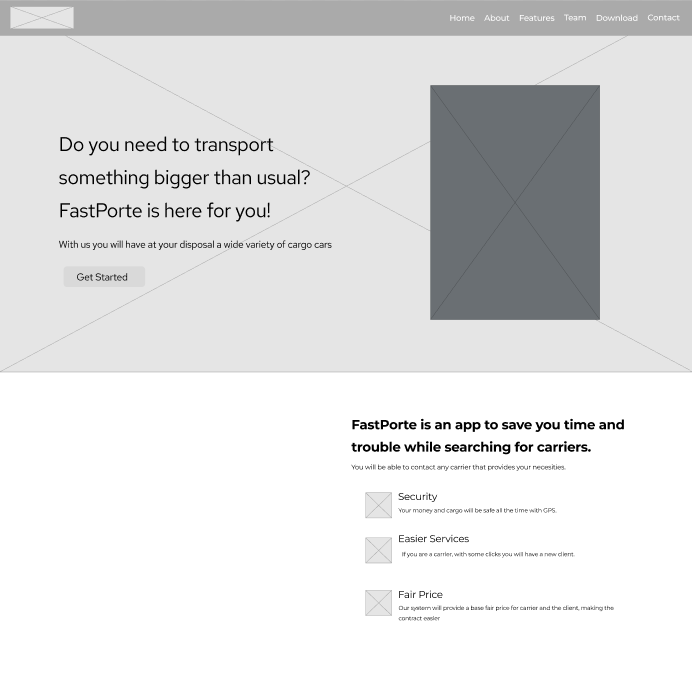 Home About Features Team Download Contact
Do you need to transport
something bigger than usual?
FastPorte is here for you!
With us you will have at your disposal a wide variety of cargo cars
Get Started
FastPorte is an app to save you time and
trouble while searching for carriers.
You will be able to contact any carrier that provides your necesities.
Security
Your money and cargo will be safe all the time with GPS.
Easier Services
If you are a carrier, with some clicks you will have a new client.
Fair Price
Our system will provide a base fair price for carrier and the client, making the
contract easier